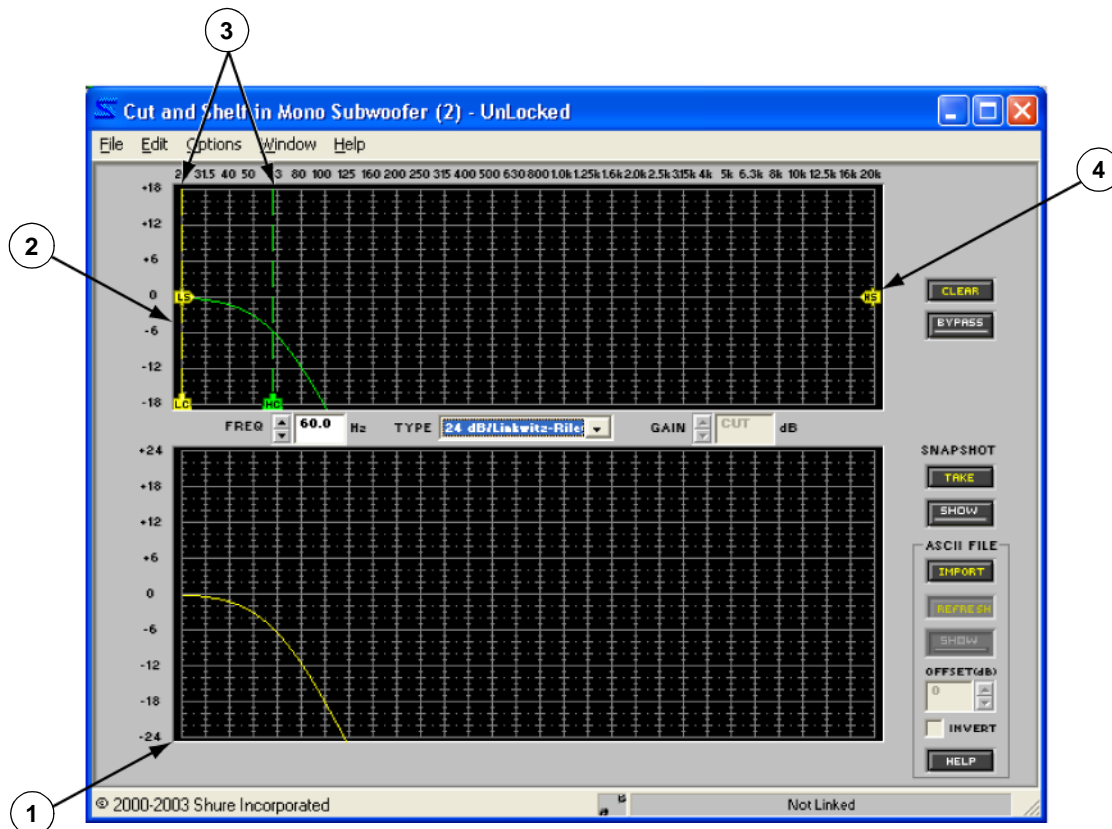 3
Cut and Shelf in Mono Subwoofer (2) - UnLocked
File Edit Options Window Help
4
2 31.5 40 50 3 80 100 125 160 200 250 315 400 500 630 800 1.0k 1.25k 1.6k 2.0k 2.5k 3.15k 4k 5k 6.3k 8k 10k 12.5k 16k 20k
+18
+12
2
+6
0
LS
HS
CLEAR
-6
BYPASS
-12
-18
LC
HC
FREQ 60.0 Hz TYPE 24 dB/Linkwitz-Rile GAIN CUT dB
+24
SNAPSHOT
+18
TAKE
+12
SHOW
+6
ASCII FILE
IMPORT
0
REFRESH
-6
SHOW
-12
OFFSET(dB)
-18
0
INVERT
-24
HELP
1
© 2000-2003 Shure Incorporated
Not Linked